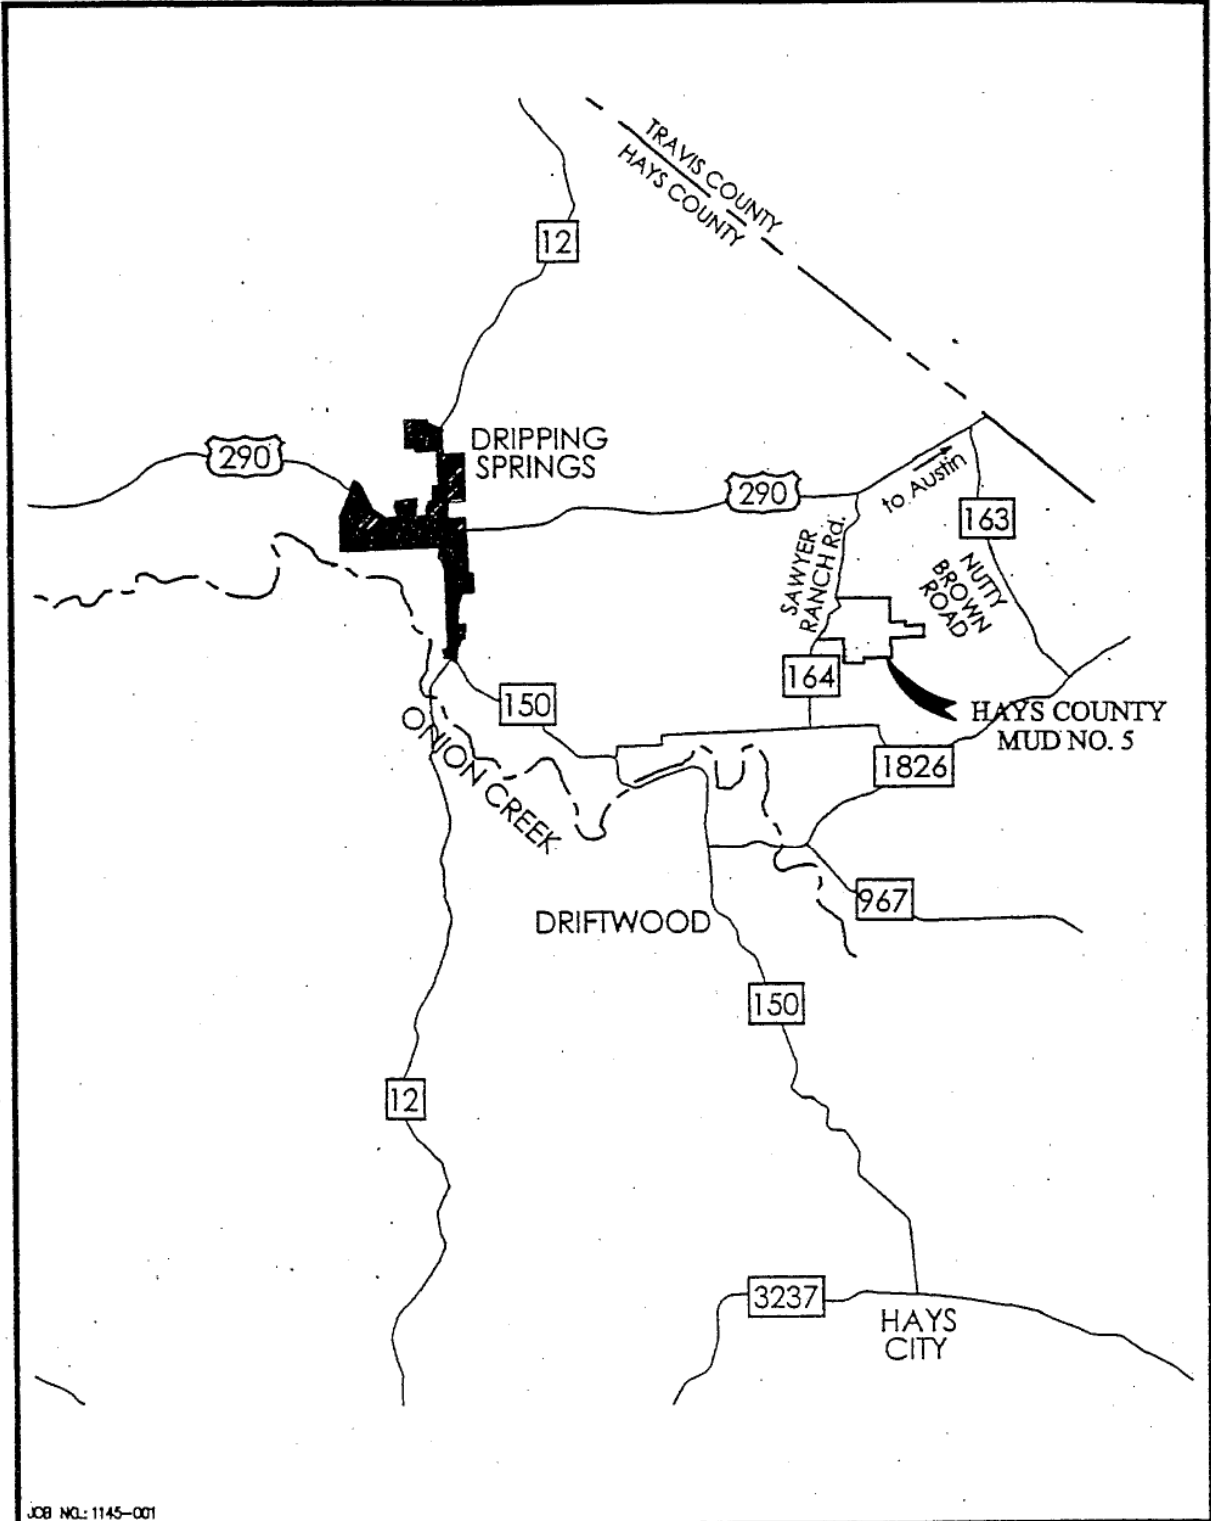 TRAVIS COUNTY
HAYS COUNTY
12
DRIPPING
SPRINGS
290
290
to Austin
163
SAWYER
RANCH Rd.
NUTTY
BROWN
ROAD
164
150
HAYS COUNTY
MUD NO. 5
ONION CREEK
1826
967
DRIFTWOOD
150
12
3237
HAYS
CITY
JOB NO.: 1145-001